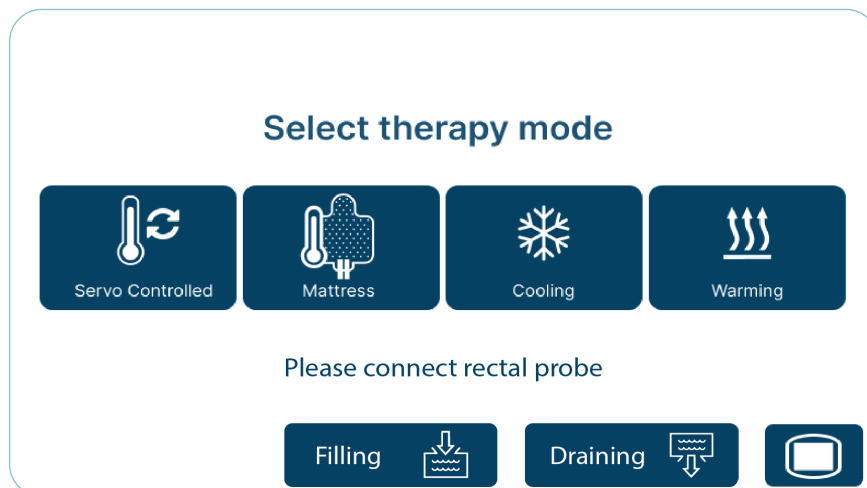 Select therapy mode
Servo Controlled
Mattress
Cooling
Warming
Please connect rectal probe
Filling
Draining